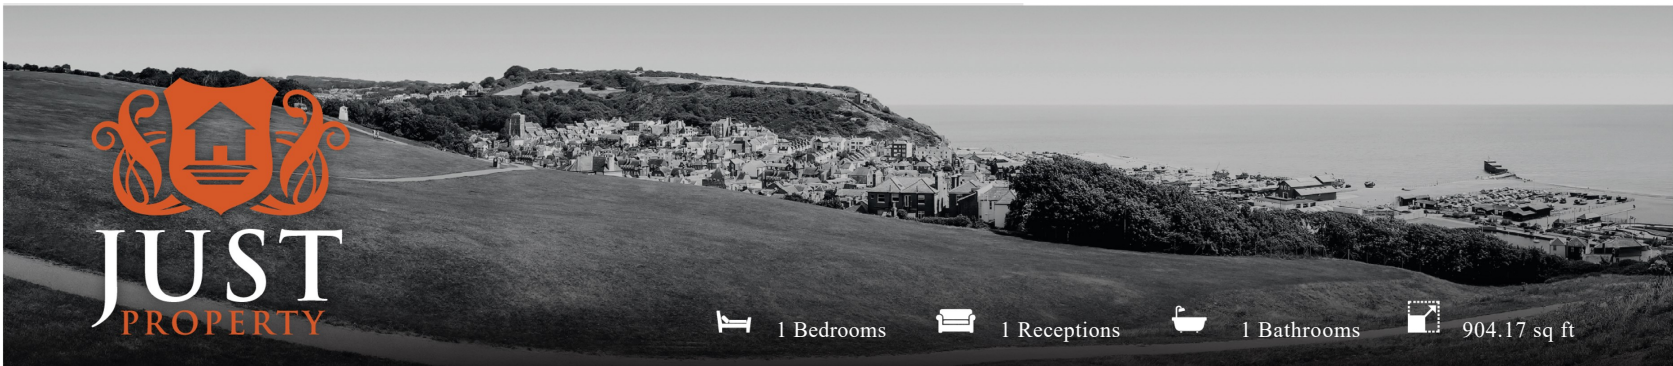 JUST
PROPERTY
1 Bedrooms
1 Receptions
1 Bathrooms
904.17 sq ft